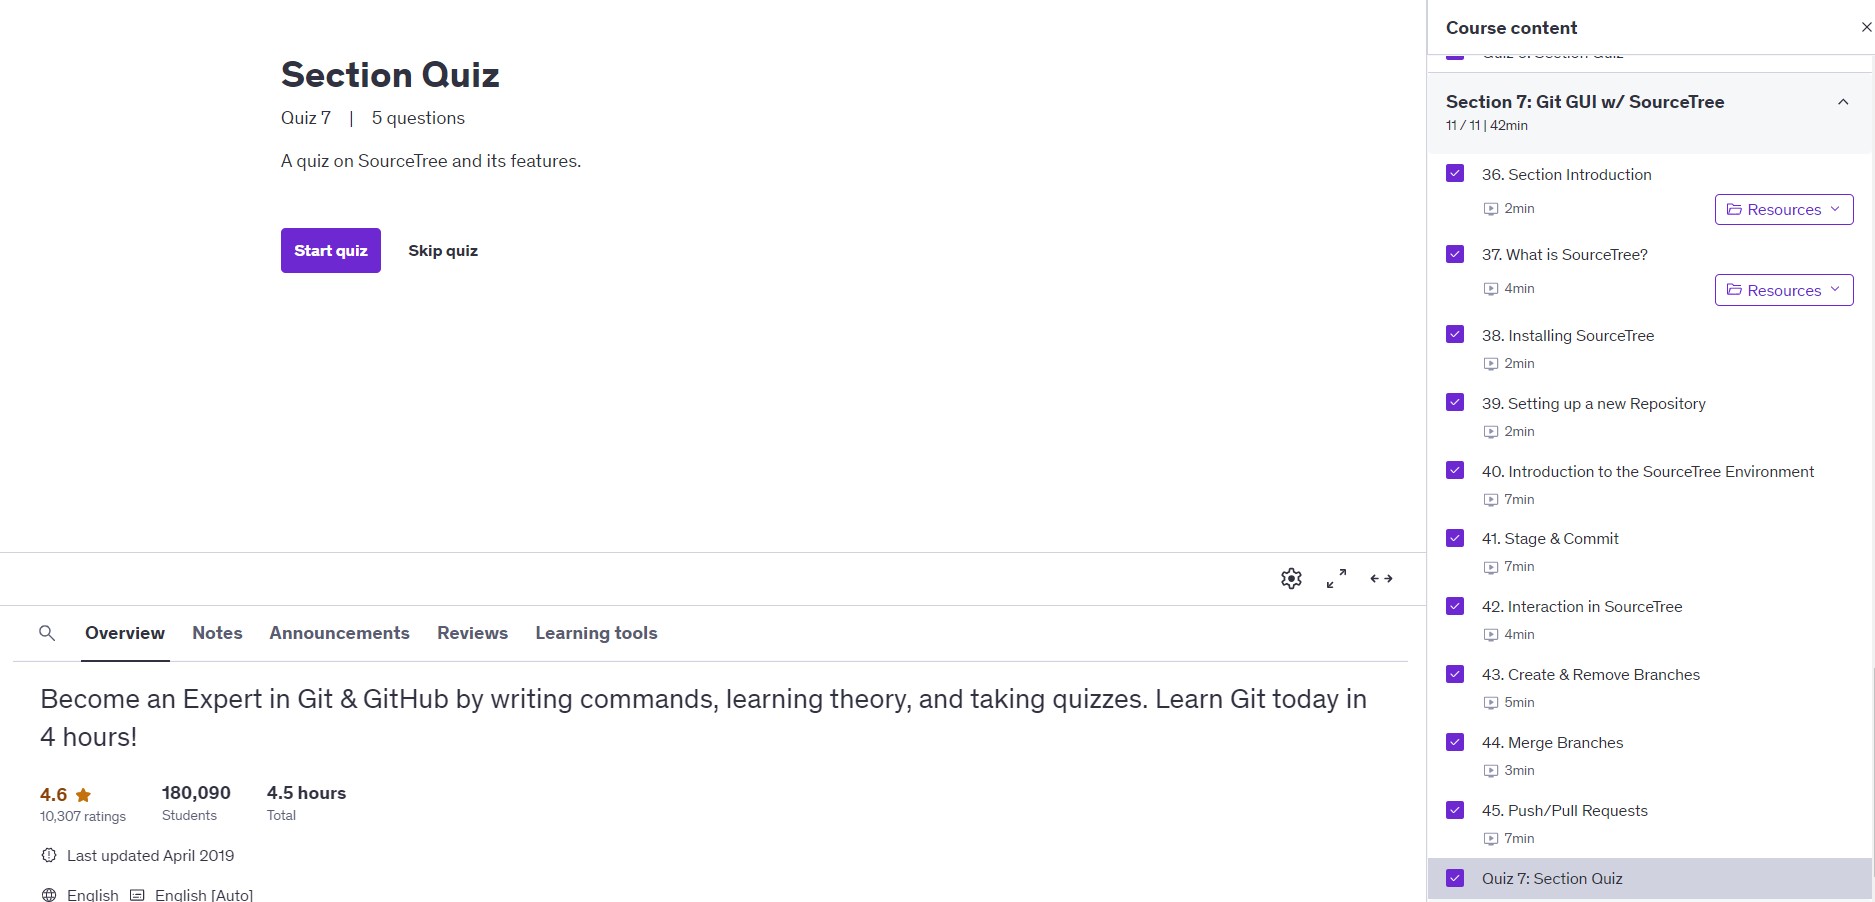 Section Quiz
Quiz 7 | 5 questions
A quiz on SourceTree and its features.
Start quiz Skip quiz
Overview Notes Announcements Reviews Learning tools
Become an Expert in Git & GitHub by writing commands, learning theory, and taking quizzes. Learn Git today in
4 hours!
4.6 180,090 4.5 hours
10,307 ratings Students Total
Last updated April 2019
English English [Auto]
Course content
Section 7: Git GUI w/ SourceTree
11 / 11 | 42min
36. Section Introduction
2min Resources
37. What is SourceTree?
4min Resources
38. Installing SourceTree
2min
39. Setting up a new Repository
2min
40. Introduction to the SourceTree Environment
7min
41. Stage & Commit
7min
42. Interaction in SourceTree
4min
43. Create & Remove Branches
5min
44. Merge Branches
3min
45. Push/Pull Requests
7min
Quiz 7: Section Quiz